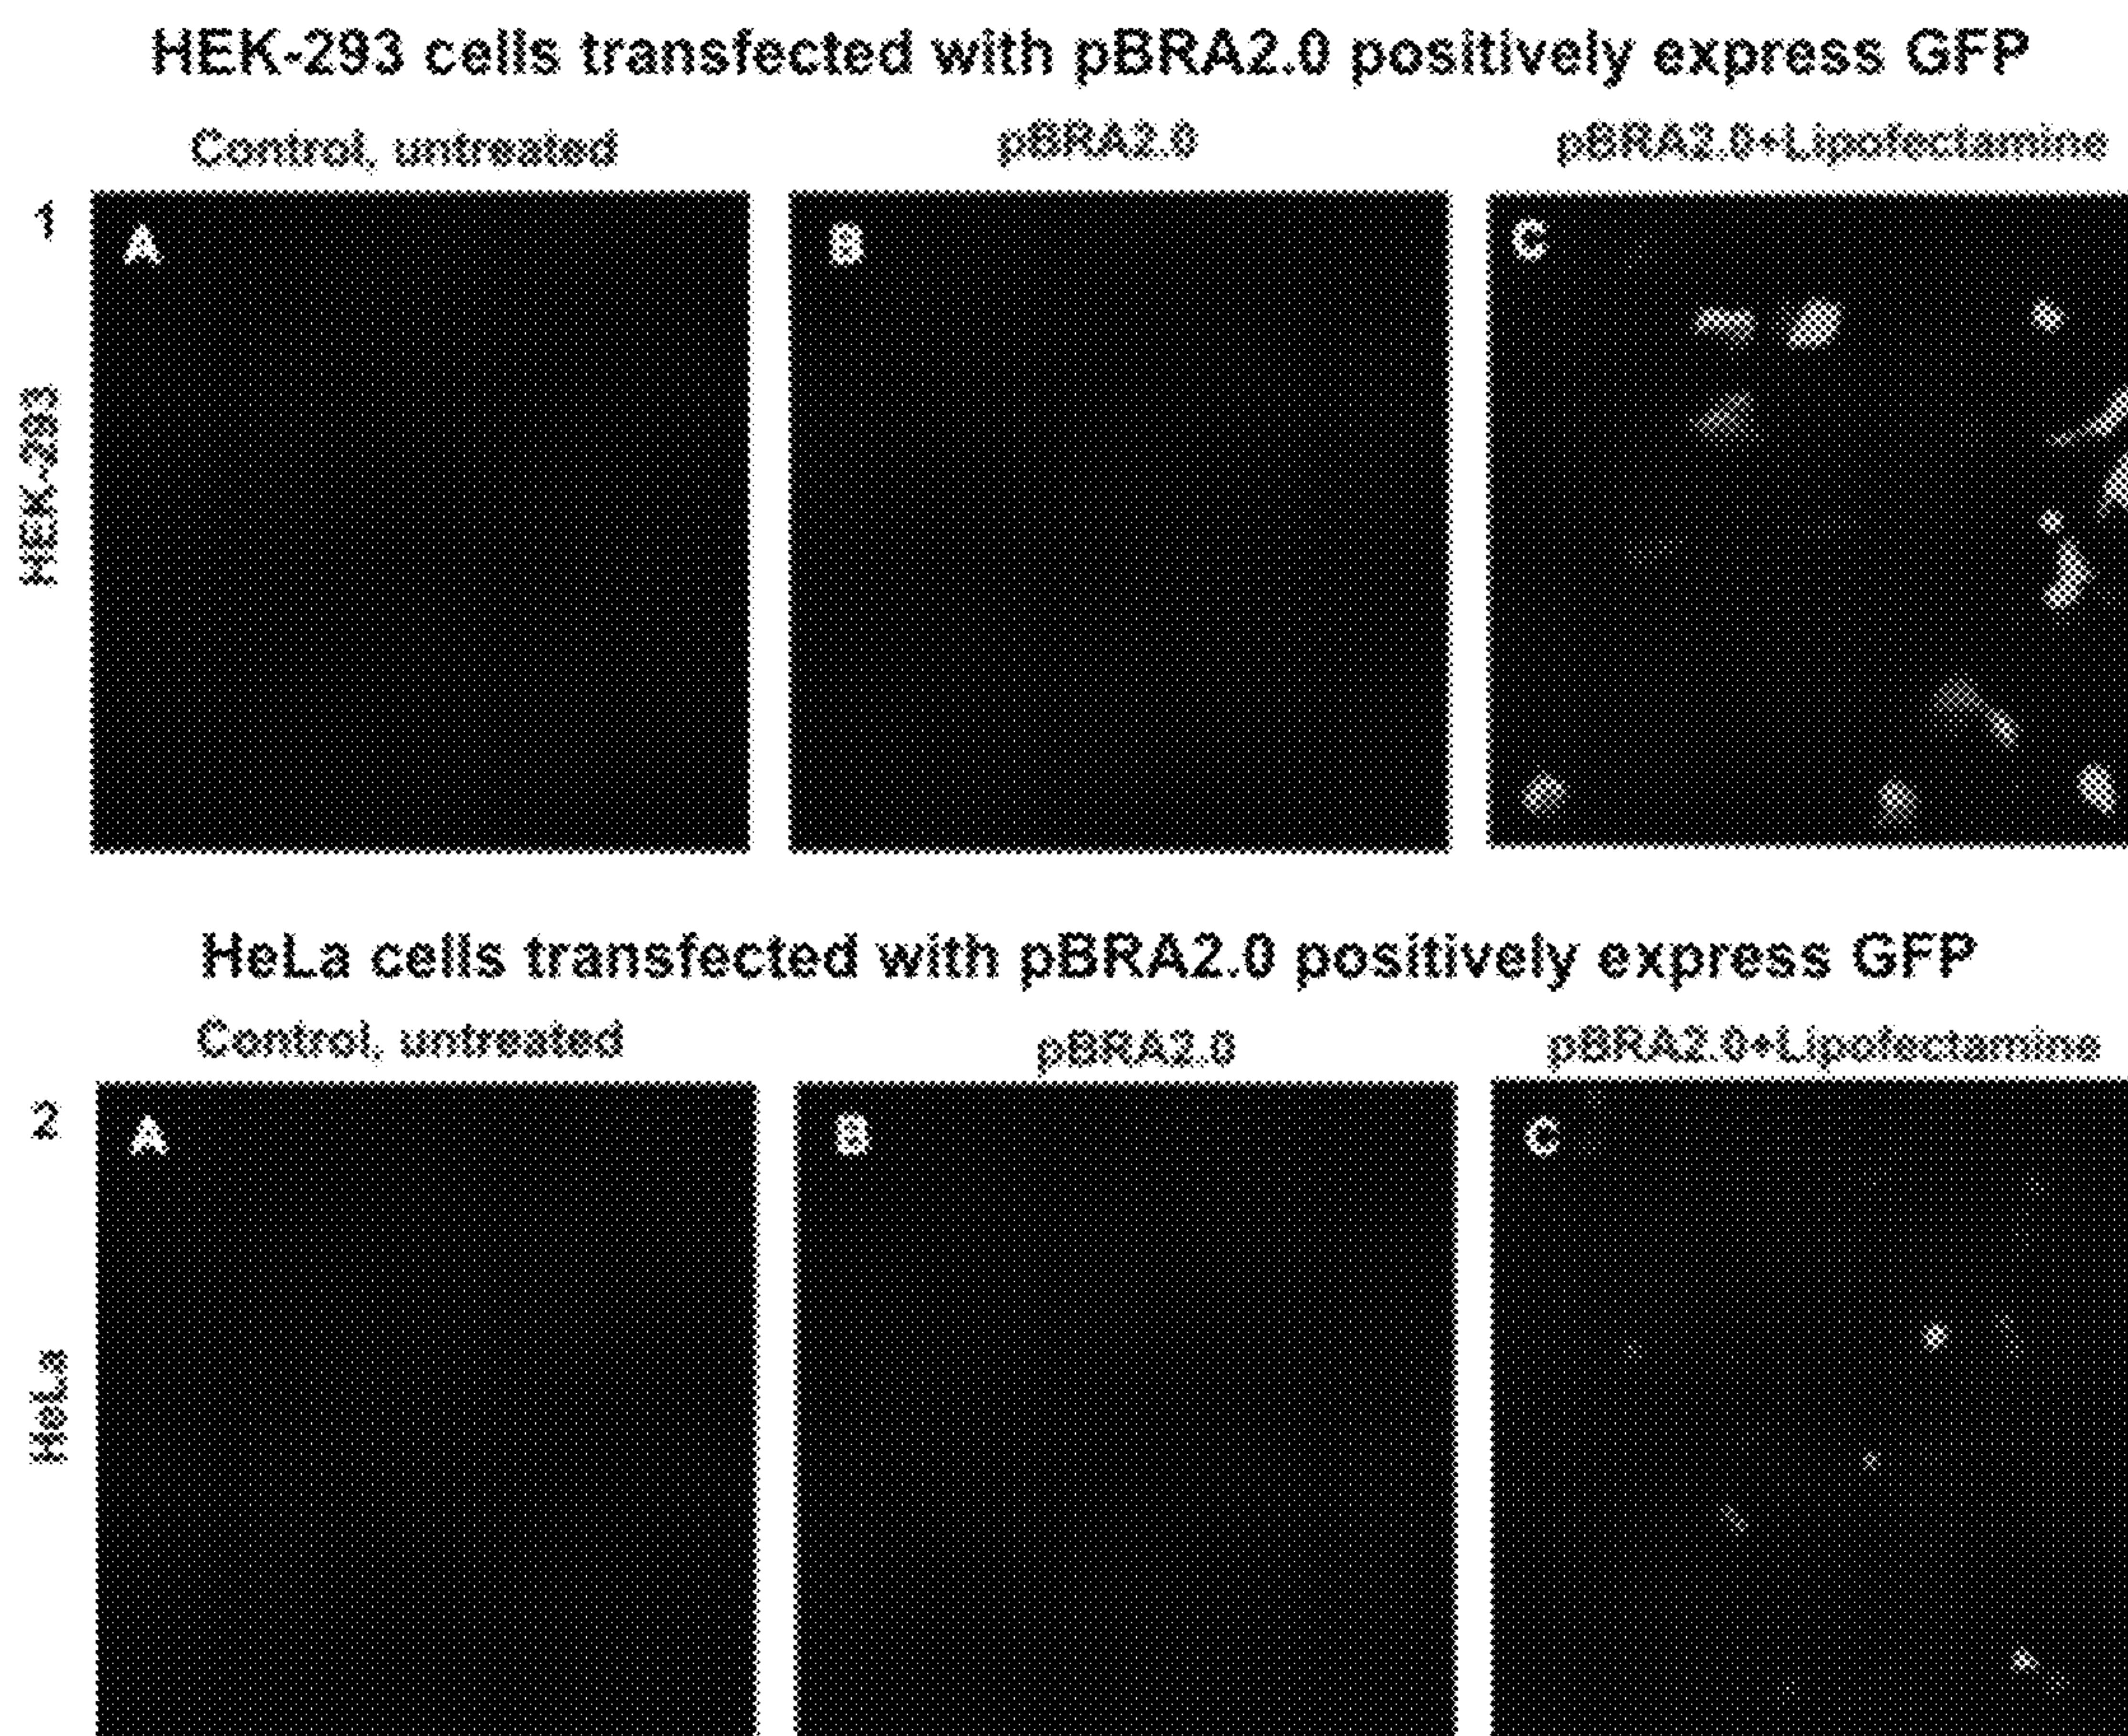 HEK-293 cells transfected with pBRA2.0 positively express GFP
Control, untreated
pBRA2.0
pBRA2.0+Lipofectamine
1
A
B
C
HEK-293
HeLa cells transfected with pBRA2.0 positively express GFP
Control, untreated
pBRA2.0
pBRA2.0+Lipofectamine
2
A
B
C
HeLa